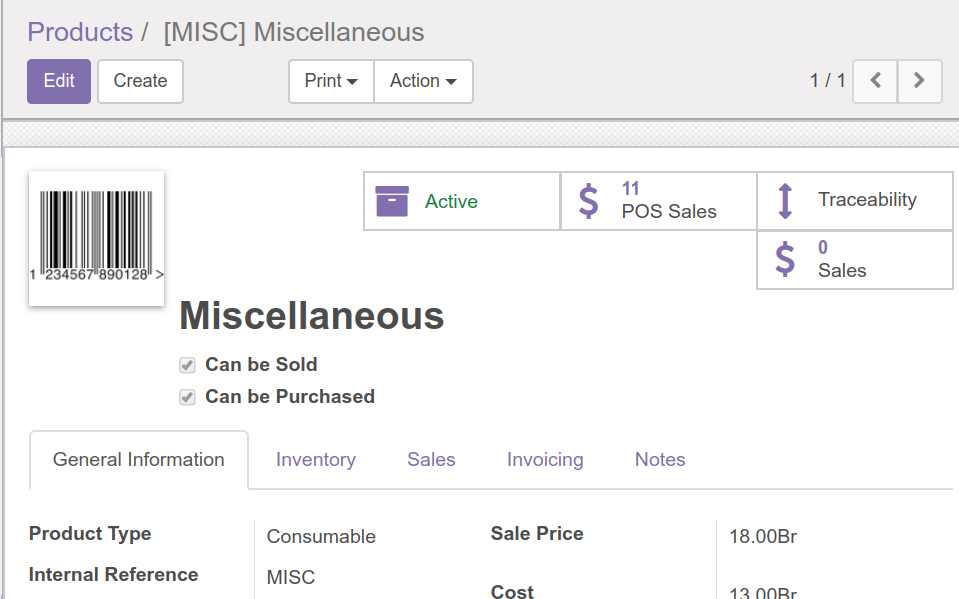 Products / [MISC] Miscellaneous
Edit Create Print Action 1 / 1
Active
11
POS Sales
Traceability
0
Sales
1 234567 890128 >
Miscellaneous
Can be Sold
Can be Purchased
General Information Inventory Sales Invoicing Notes
Product Type Consumable Sale Price 18.00Br
Internal Reference MISC
Cost 13.00Br